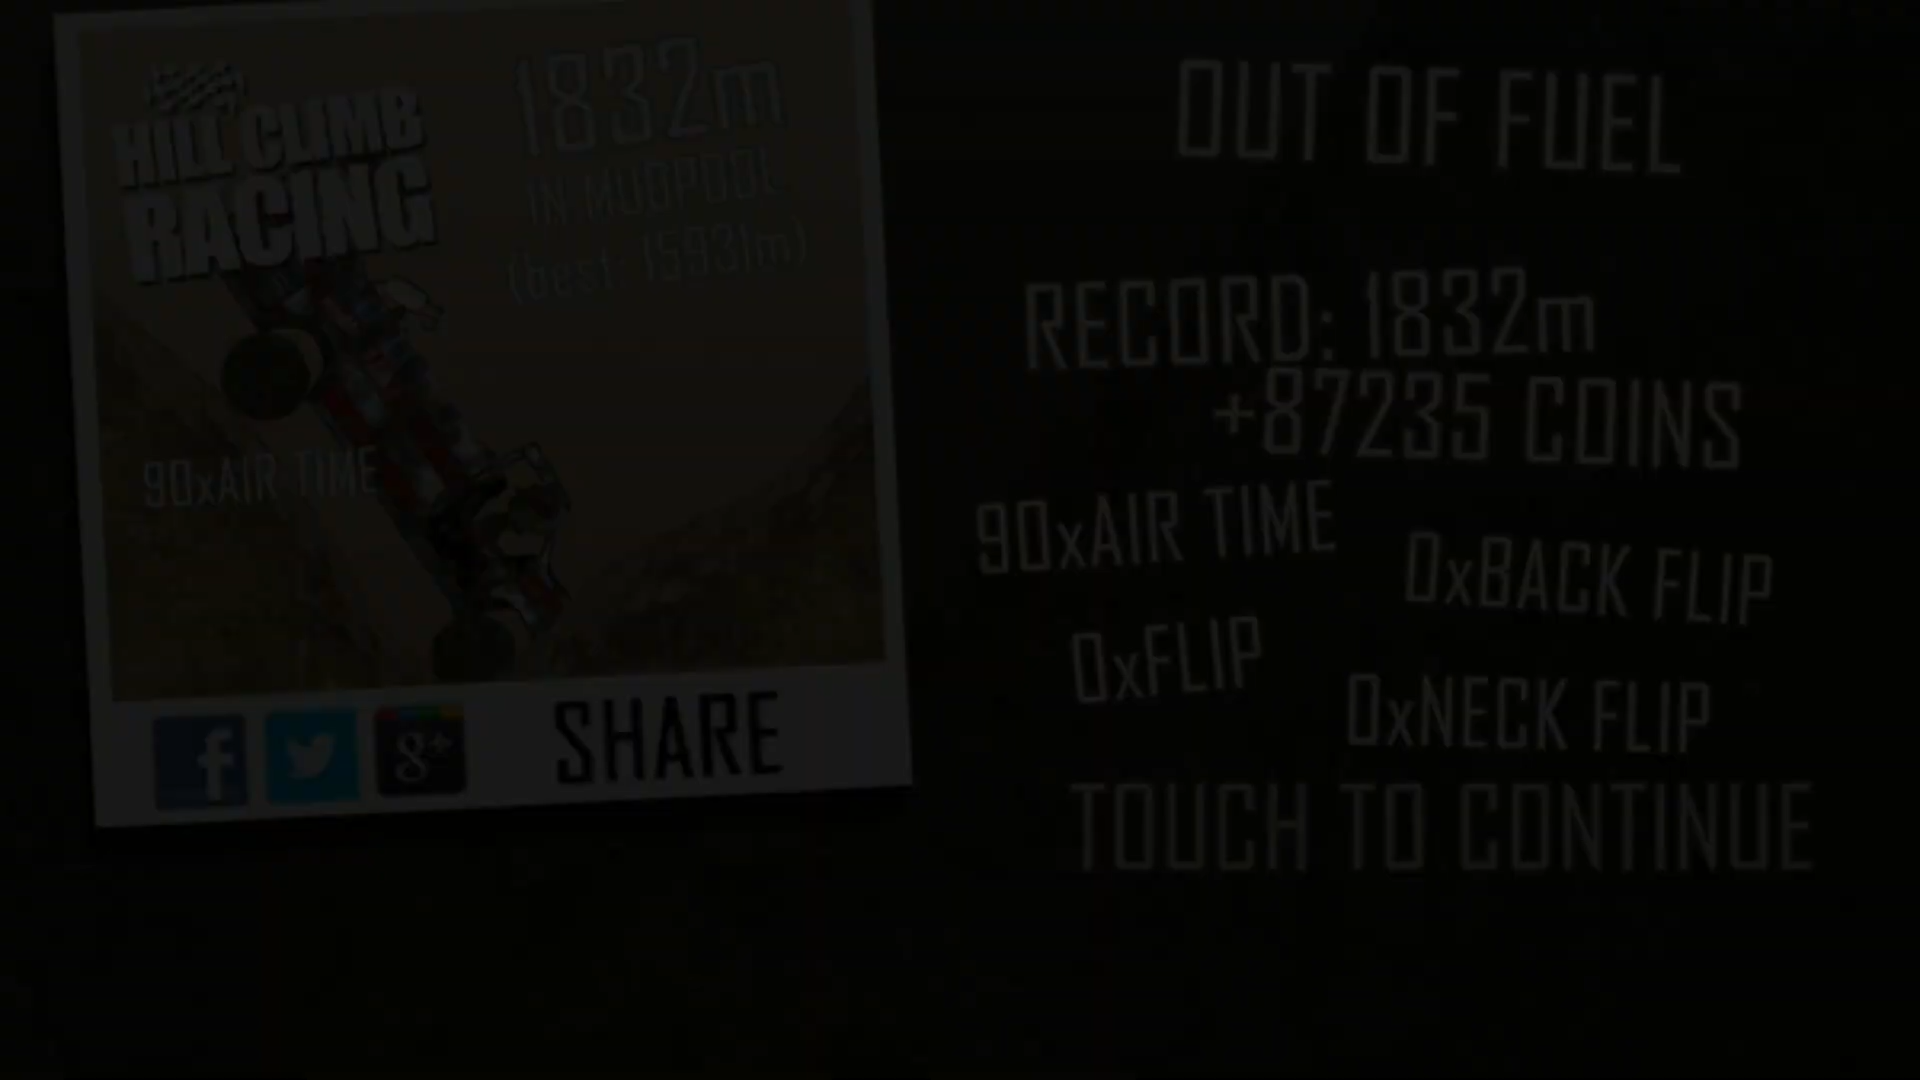 HILL CLIMB
RACING
1832m
IN MUDPOOL
(best: 15931m)
90xAIR TIME
SHARE
OUT OF FUEL
RECORD: 1832m
+87235 COINS
90xAIR TIME
0xBACK FLIP
0xFLIP
0xNECK FLIP
TOUCH TO CONTINUE